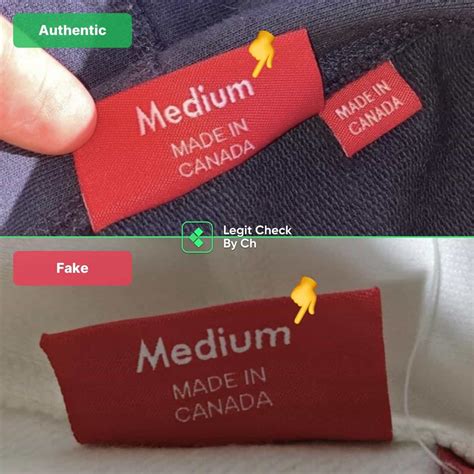 Authentic
Medium
MADE IN
CANADA
MADE IN
CANADA
Legit Check
By Ch
Fake
Medium
MADE IN
CANADA